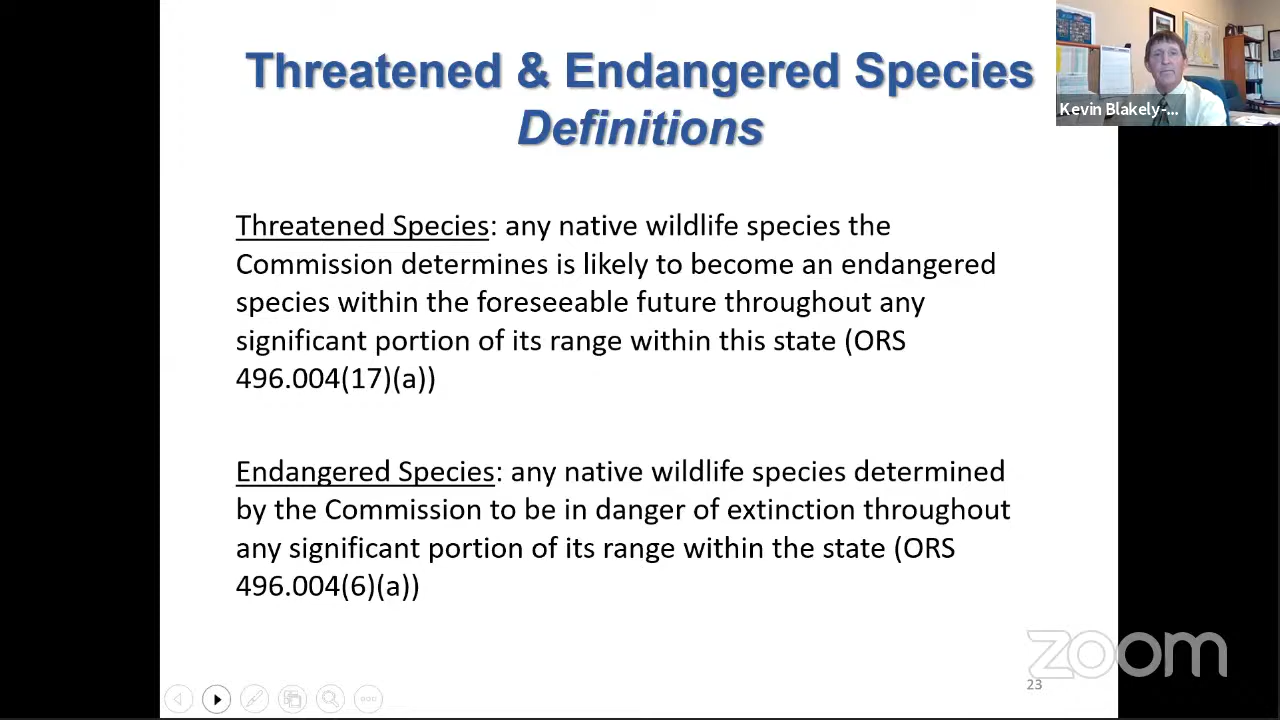 Threatened & Endangered Species
Definitions
Kevin Blakely-...
Threatened Species: any native wildlife species the
Commission determines is likely to become an endangered
species within the foreseeable future throughout any
significant portion of its range within this state (ORS
496.004(17)(a))
Endangered Species: any native wildlife species determined
by the Commission to be in danger of extinction throughout
any significant portion of its range within the state (ORS
496.004(6)(a))
zoom
23